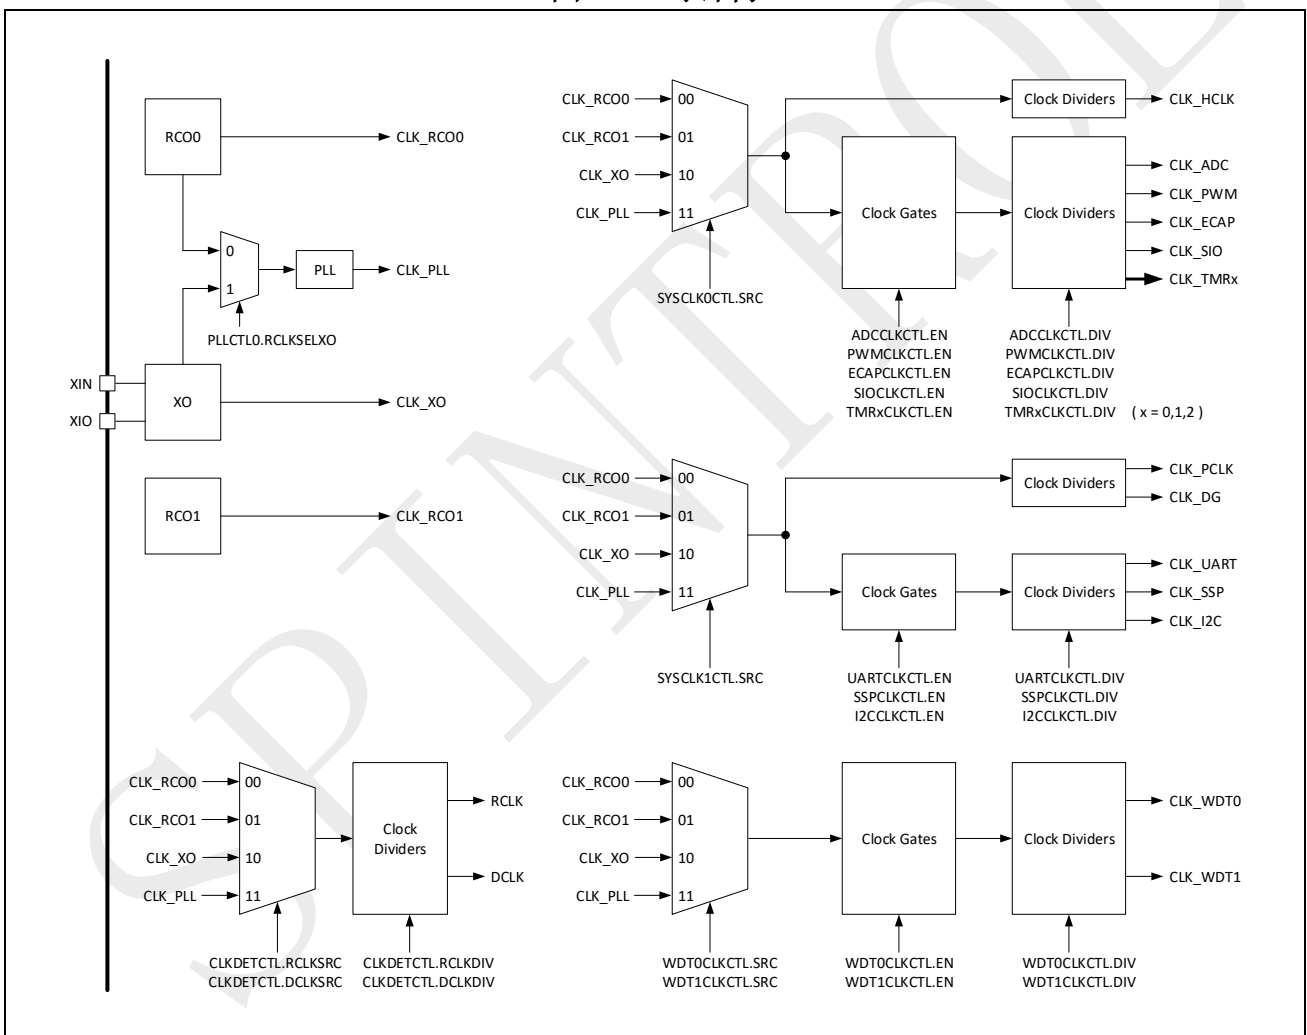 RCO0
CLK_RCO0
0
1
PLL
CLK_PLL
PLLCTL0.RCLKSELXO
XIN
XIO
XO
CLK_XO
RCO1
CLK_RCO1
CLK_RCO0
00
CLK_RCO1
01
CLK_XO
10
CLK_PLL
11
SYSCLK0CTL.SRC
Clock Dividers
CLK_HCLK
Clock Gates
Clock Dividers
CLK_ADC
CLK_PWM
CLK_ECAP
CLK_SIO
CLK_TMRx
ADCCLKCTL.EN
PWMCLKCTL.EN
ECAPCLKCTL.EN
SIOCLKCTL.EN
TMRxCLKCTL.EN
ADCCLKCTL.DIV
PWMCLKCTL.DIV
ECAPCLKCTL.DIV
SIOCLKCTL.DIV
TMRxCLKCTL.DIV ( x = 0,1,2 )
CLK_RCO0
00
CLK_RCO1
01
CLK_XO
10
CLK_PLL
11
SYSCLK1CTL.SRC
Clock Dividers
CLK_PCLK
CLK_DG
Clock Gates
Clock Dividers
CLK_UART
CLK_SSP
CLK_I2C
UARTCLKCTL.EN
SSPCLKCTL.EN
I2CCLKCTL.EN
UARTCLKCTL.DIV
SSPCLKCTL.DIV
I2CCLKCTL.DIV
CLK_RCO0
00
CLK_RCO1
01
CLK_XO
10
CLK_PLL
11
Clock
Dividers
RCLK
DCLK
CLKDETCTL.RCLKSRC
CLKDETCTL.DCLKSRC
CLKDETCTL.RCLKDIV
CLKDETCTL.DCLKDIV
CLK_RCO0
00
CLK_RCO1
01
CLK_XO
10
CLK_PLL
11
Clock Gates
Clock Dividers
CLK_WDT0
CLK_WDT1
WDT0CLKCTL.SRC
WDT1CLKCTL.SRC
WDT0CLKCTL.EN
WDT1CLKCTL.EN
WDT0CLKCTL.DIV
WDT1CLKCTL.DIV
SPINTROL